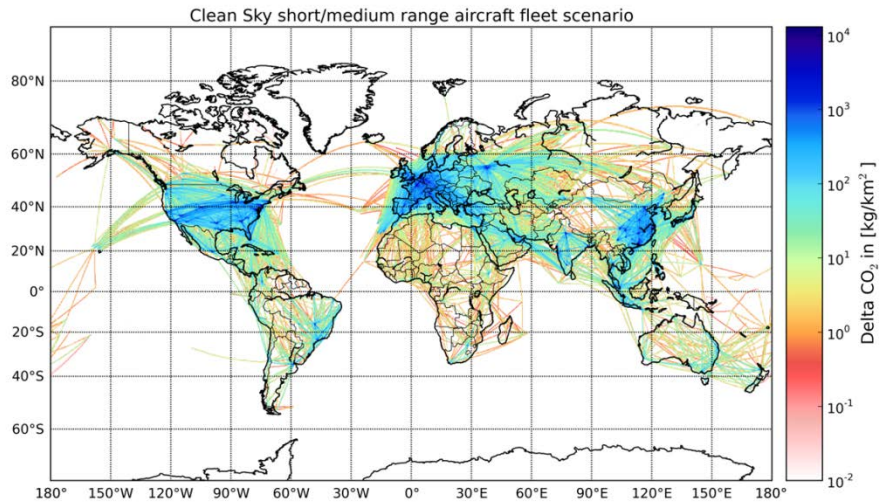 Clean Sky short/medium range aircraft fleet scenario
80°N
60°N
40°N
20°N
0°
20°S
40°S
60°S
180° 150°W 120°W 90°W 60°W 30°W 0° 30°E 60°E 90°E 120°E 150°E 180°
10⁴
10³
10²
10¹
10⁰
10⁻¹
10⁻²
Delta CO₂ in [kg/km²]